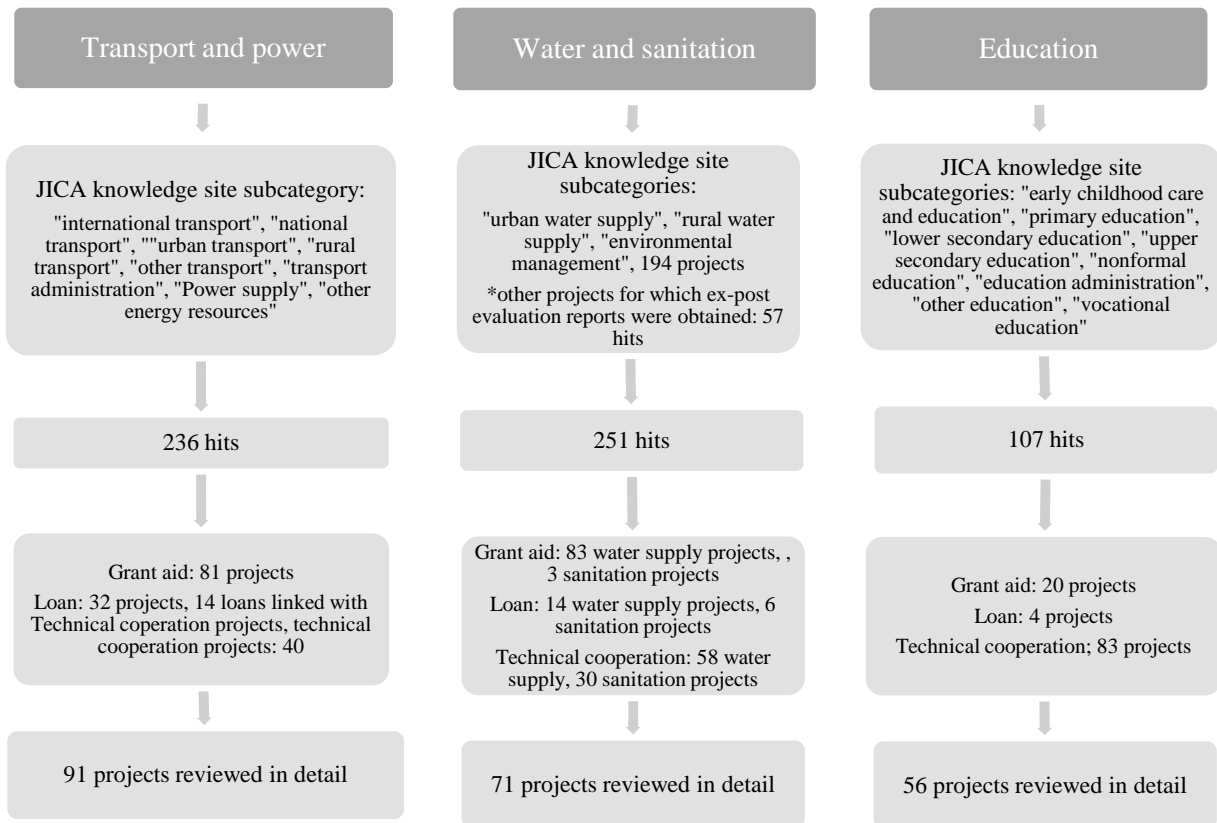 Transport and power
JICA knowledge site subcategory:
"international transport", "national
transport", ""urban transport", "rural
transport", "other transport", "transport
administration", "Power supply", "other
energy resources"
236 hits
Grant aid: 81 projects
Loan: 32 projects, 14 loans linked with
Technical coperation projects, technical
cooperation projects: 40
91 projects reviewed in detail
Water and sanitation
JICA knowledge site
subcategories:
"urban water supply", "rural water
supply", "environmental
management", 194 projects
*other projects for which ex-post
evaluation reports were obtained: 57
hits
251 hits
Grant aid: 83 water supply projects, ,
3 sanitation projects
Loan: 14 water supply projects, 6
sanitation projects
Technical cooperation: 58 water
supply, 30 sanitation projects
71 projects reviewed in detail
Education
JICA knowledge site
subcategories: "early childhood care
and education", "primary education",
"lower secondary education", "upper
secondary education", "nonformal
education", "education administration",
"other education", "vocational
education"
107 hits
Grant aid: 20 projects
Loan: 4 projects
Technical cooperation; 83 projects
56 projects reviewed in detail